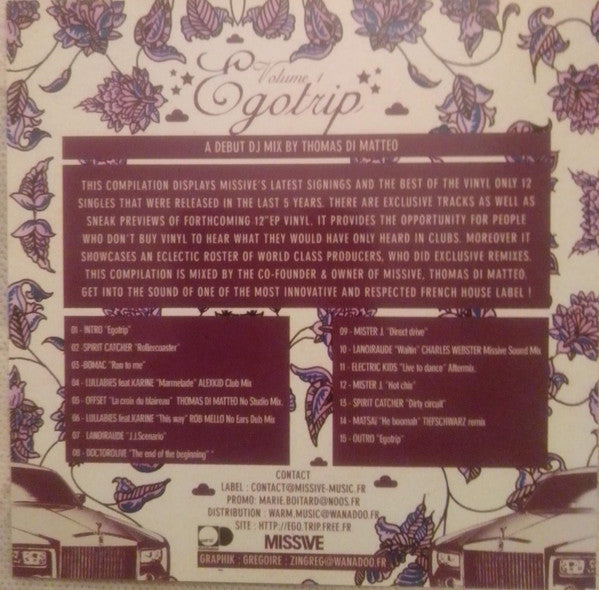 Volume 1
Egotrip
A DEBUT DJ MIX BY THOMAS DI MATTEO
THIS COMPILATION DISPLAYS MISSIVE'S LATEST SIGNINGS AND THE BEST OF THE VINYL ONLY 12
SINGLES THAT WERE RELEASED IN THE LAST 5 YEARS. THERE ARE EXCLUSIVE TRACKS AS WELL AS
SNEAK PREVIEWS OF FORTHCOMING 12"EP VINYL. IT PROVIDES THE OPPORTUNITY FOR PEOPLE
WHO DON'T BUY VINYL TO HEAR WHAT THEY WOULD HAVE ONLY HEARD IN CLUBS. MOREOVER IT
SHOWCASES AN ECLECTIC ROSTER OF WORLD CLASS PRODUCERS, WHO DID EXCLUSIVE REMIXES.
THIS COMPILATION IS MIXED BY THE CO-FOUNDER & OWNER OF MISSIVE, THOMAS DI MATTEO.
GET INTO THE SOUND OF ONE OF THE MOST INNOVATIVE AND RESPECTED FRENCH HOUSE LABEL !
01 - INTRO "Egotrip"
02 - SPIRIT CATCHER "Rollercoaster"
03 - BOMAC "Ran to me"
04 - LULLABIES feat KARINE "Marmelade" ALEXKID Club Mix
05 - OFFSET "La croix du blaireau" THOMAS DI MATTEO No Studio Mix.
06 - LULLABIES feat.KARINE "This way" ROB MELLO No Ears Dub Mix
07 - LANOIRAUDE "J.J.Scenario"
08 - DOCTOROLIVE "The end of the beginning" "
09 - MISTER J. "Direct drive"
10 - LANOIRAUDE "Waitin" CHARLES WEBSTER Missive Sound Mix
11 - ELECTRIC KIDS "Live to dance" Aftermix.
12 - MISTER J. "Hot chix"
13 - SPIRIT CATCHER "Dirty circuit"
14 - MATSAI "He boomah" TIEFSCHWARZ remix
15 - OUTRO "Egotrip"
CONTACT
LABEL : CONTACT@MISSIVE-MUSIC.FR
PROMO: MARIE.BOITARD@NOOS.FR
DISTRIBUTION : WARM.MUSIC@WANADOO.FR
SITE : HTTP://EGO.TRIP.FREE.FR
MISSIVE
GRAPHIK : GREGOIRE : ZINGREG@WANADOO.FR